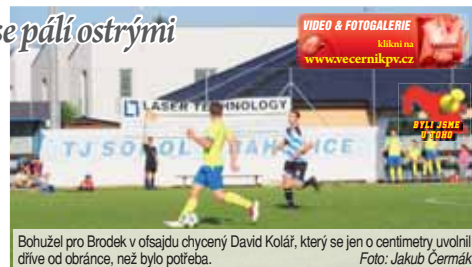 se pálí ostrými
VIDEO & FOTOGALERIE
klikni na
www.vecernikpv.cz
BYLI JSME
U TOHO
LASER TECHNOLOGY
TJ SOKOL
Bohužel pro Brodek v ofsajdu chycený David Kolář, který se jen o centimetry uvolnil
dříve od obránce, než bylo potřeba.
Foto: Jakub Čermák